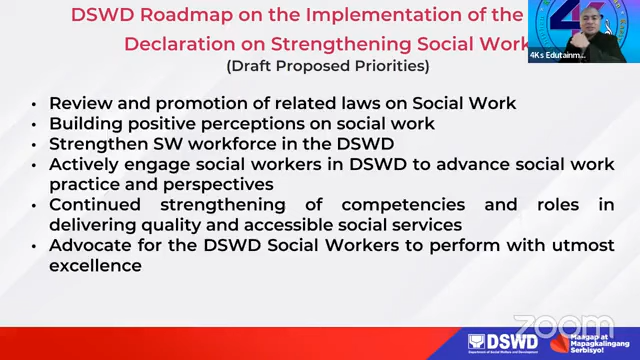 DSWD Roadmap on the Implementation of the
Declaration on Strengthening Social Work
(Draft Proposed Priorities)
4Ks Edutainm...
• Review and promotion of related laws on Social Work
• Building positive perceptions on social work
• Strengthen SW workforce in the DSWD
• Actively engage social workers in DSWD to advance social work
practice and perspectives
• Continued strengthening of competencies and roles in
delivering quality and accessible social services
• Advocate for the DSWD Social Workers to perform with utmost
excellence
zoom
DSWD
Department of Social Welfare and Development
Maagap at
Mapagkalingang
Serbisyo!